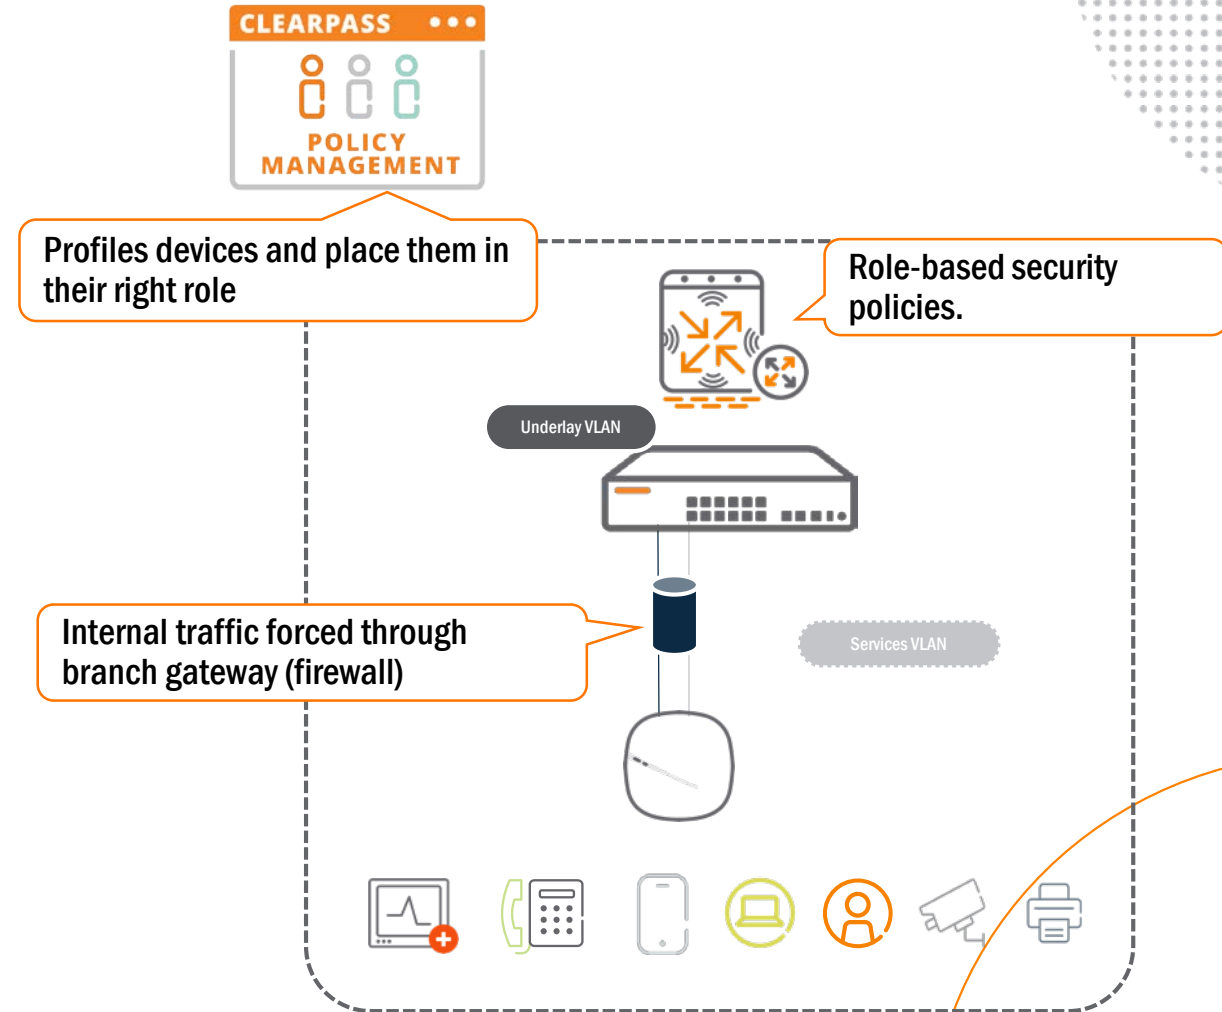 CLEARPASS
POLICY
MANAGEMENT
Profiles devices and place them in
their right role
Role-based security
policies.
Underlay VLAN
Internal traffic forced through
branch gateway (firewall)
Services VLAN